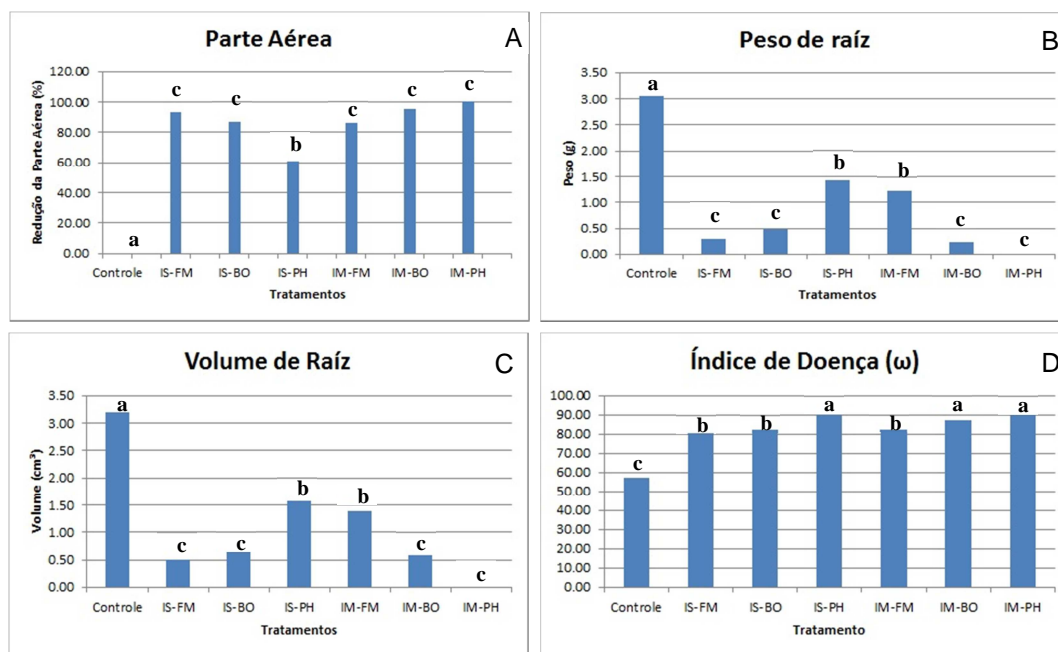 Parte Aérea
A
Redução da Parte Aérea (%)
120.00
100.00
80.00
60.00
40.00
20.00
0.00
a
c
c
b
c
c
c
Controle IS-FM IS-BO IS-PH IM-FM IM-BO IM-PH
Tratamentos
Peso de raíz
B
Peso (g)
3.50
3.00
2.50
2.00
1.50
1.00
0.50
0.00
a
c
c
b
b
c
c
Controle IS-FM IS-BO IS-PH IM-FM IM-BO IM-PH
Tratamentos
Volume de Raíz
C
Volume (cm³)
3.50
3.00
2.50
2.00
1.50
1.00
0.50
0.00
a
c
c
b
b
c
c
Controle IS-FM IS-BO IS-PH IM-FM IM-BO IM-PH
Tratamentos
Índice de Doença (ω)
D
100.00
90.00
80.00
70.00
60.00
50.00
40.00
30.00
90.00
10.00
00.00
c
b
b
a
b
a
a
Controle IS-FM IS-BO IS-PH IM-FM IM-BO IM-PH
Tratamento